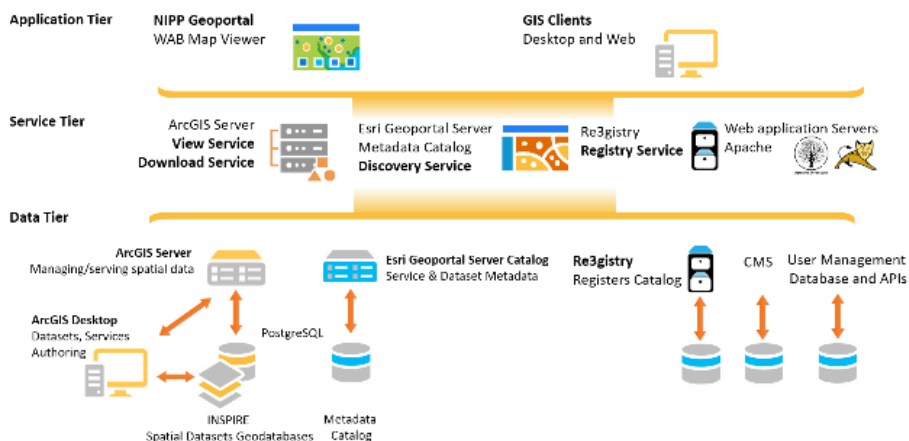 Application Tier
NIPP Geoportal
WAB Map Viewer
GIS Clients
Desktop and Web
Service Tier
ArcGIS Server
View Service
Download Service
Esri Geoportal Server
Metadata Catalog
Discovery Service
Re3gistry
Registry Service
Web application Servers
Apache
Data Tier
ArcGIS Server
Managing/serving spatial data
Esri Geoportal Server Catalog
Service & Dataset Metadata
Re3gistry
Registers Catalog
CMS
User Management
Database and APIs
ArcGIS Desktop
Datasets, Services
Authoring
PostgreSQL
INSPIRE
Spatial Datasets Geodatabases
Metadata
Catalog